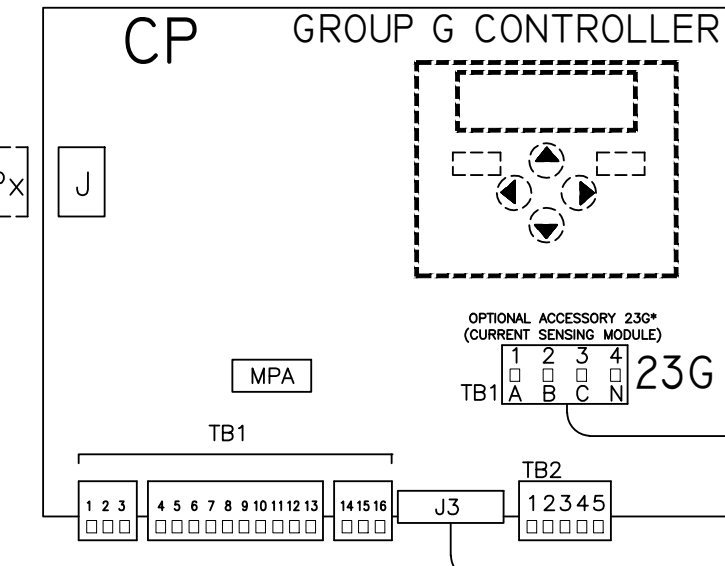 CP
GROUP G CONTROLLER
J
OPTIONAL ACCESSORY 23G*
(CURRENT SENSING MODULE)
1 2 3 4
23G
TB1 A B C N
MPA
TB1
TB2
1 2 3 4 5 6 7 8 9 10 11 12 13 14 15 16
J3
1 2 3 4 5